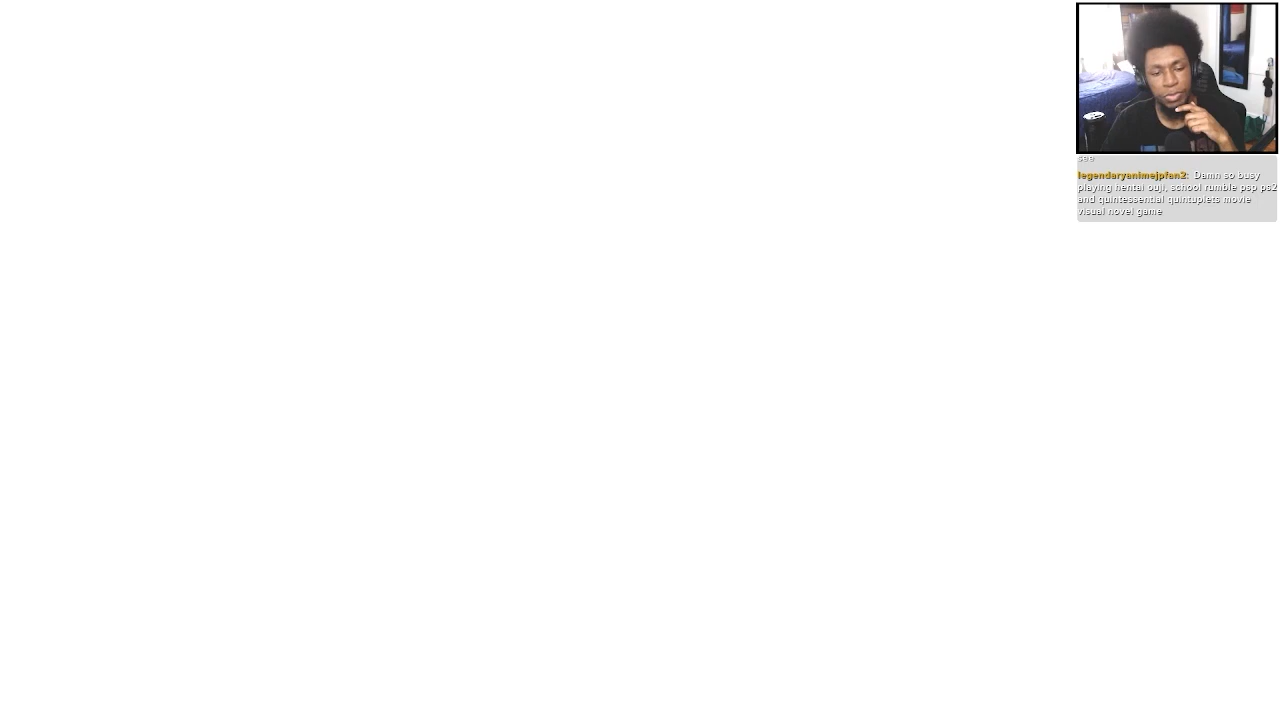 see
legendaryanimejpfan2: Damn so busy
playing hentai ouji, school rumble psp ps2
and quintessential quintuplets movie
visual novel game